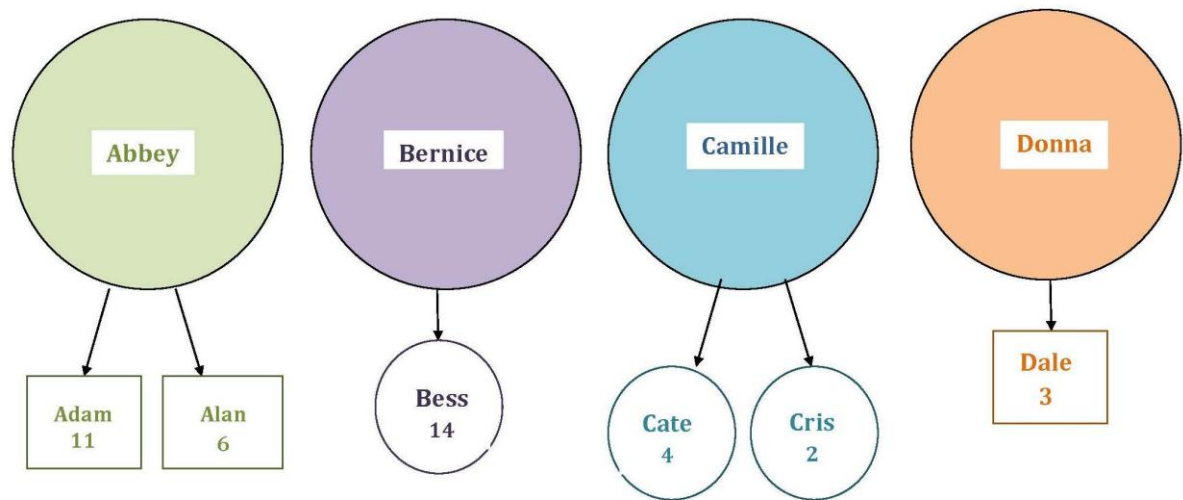 Abbey
Bernice
Camille
Donna
Adam
11
Alan
6
Bess
14
Cate
4
Cris
2
Dale
3